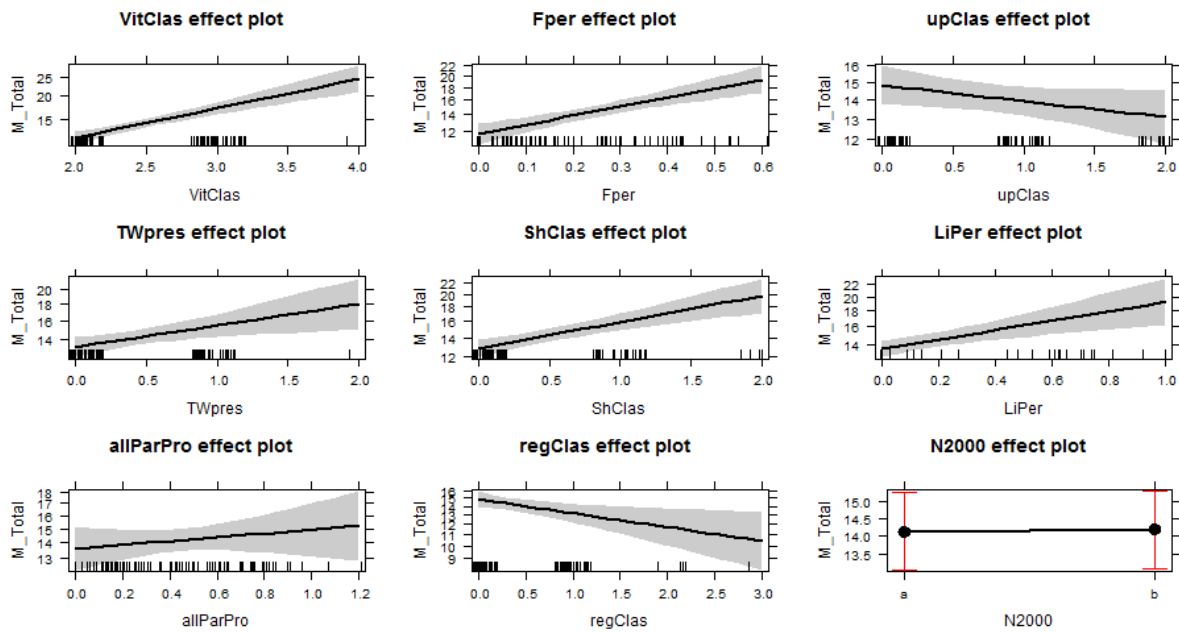 VitClas effect plot
M_Total
25
20
15
2.0 2.5 3.0 3.5 4.0
VitClas
Fper effect plot
M_Total
22
20
18
16
14
12
0.0 0.1 0.2 0.3 0.4 0.5 0.6
Fper
upClas effect plot
M_Total
16
15
14
13
12
0.0 0.5 1.0 1.5 2.0
upClas
TWpres effect plot
M_Total
20
18
16
14
0.0 0.5 1.0 1.5 2.0
TWpres
ShClas effect plot
M_Total
22
20
18
16
14
12
0.0 0.5 1.0 1.5 2.0
ShClas
LiPer effect plot
M_Total
22
20
18
16
14
0.0 0.2 0.4 0.6 0.8 1.0
LiPer
allParPro effect plot
M_Total
18
17
16
15
14
13
0.0 0.2 0.4 0.6 0.8 1.0 1.2
allParPro
regClas effect plot
M_Total
16
15
14
13
12
11
10
9
0.0 0.5 1.0 1.5 2.0 2.5 3.0
regClas
N2000 effect plot
M_Total
15.0
14.5
14.0
13.5
a b
N2000